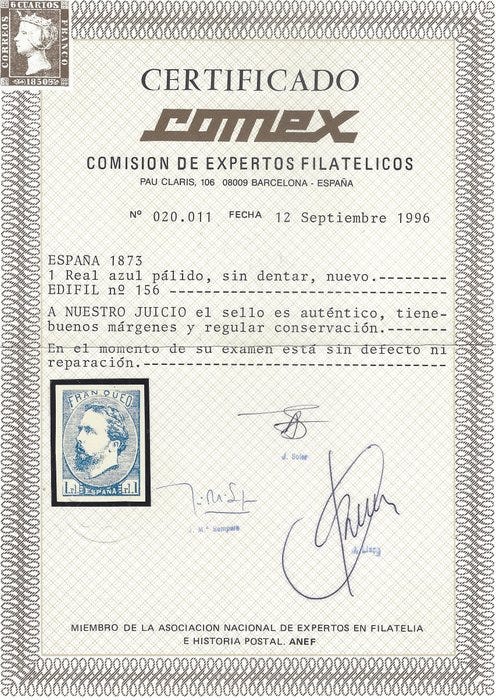 6 CUARTOS
CORREOS
FRANCO
1850
CERTIFICADO
comex
COMISION DE EXPERTOS FILATELICOS
PAU CLARIS, 106 08009 BARCELONA - ESPAÑA
Nº 020.011 FECHA 12 Septiembre 1996
ESPAÑA 1873
1 Real azul pálido, sin dentar, nuevo.--------
EDIFIL nº 156 --------------------------------
A NUESTRO JUICIO el sello es auténtico, tiene-
buenos márgenes y regular conservación.-------
En el momento de su examen está sin defecto ni
reparación.-----------------------------------
FRANQUEO
ESPAÑA
J. Soler
J. Mª Sempere
MIEMBRO DE LA ASOCIACION NACIONAL DE EXPERTOS EN FILATELIA
E HISTORIA POSTAL. ANEF